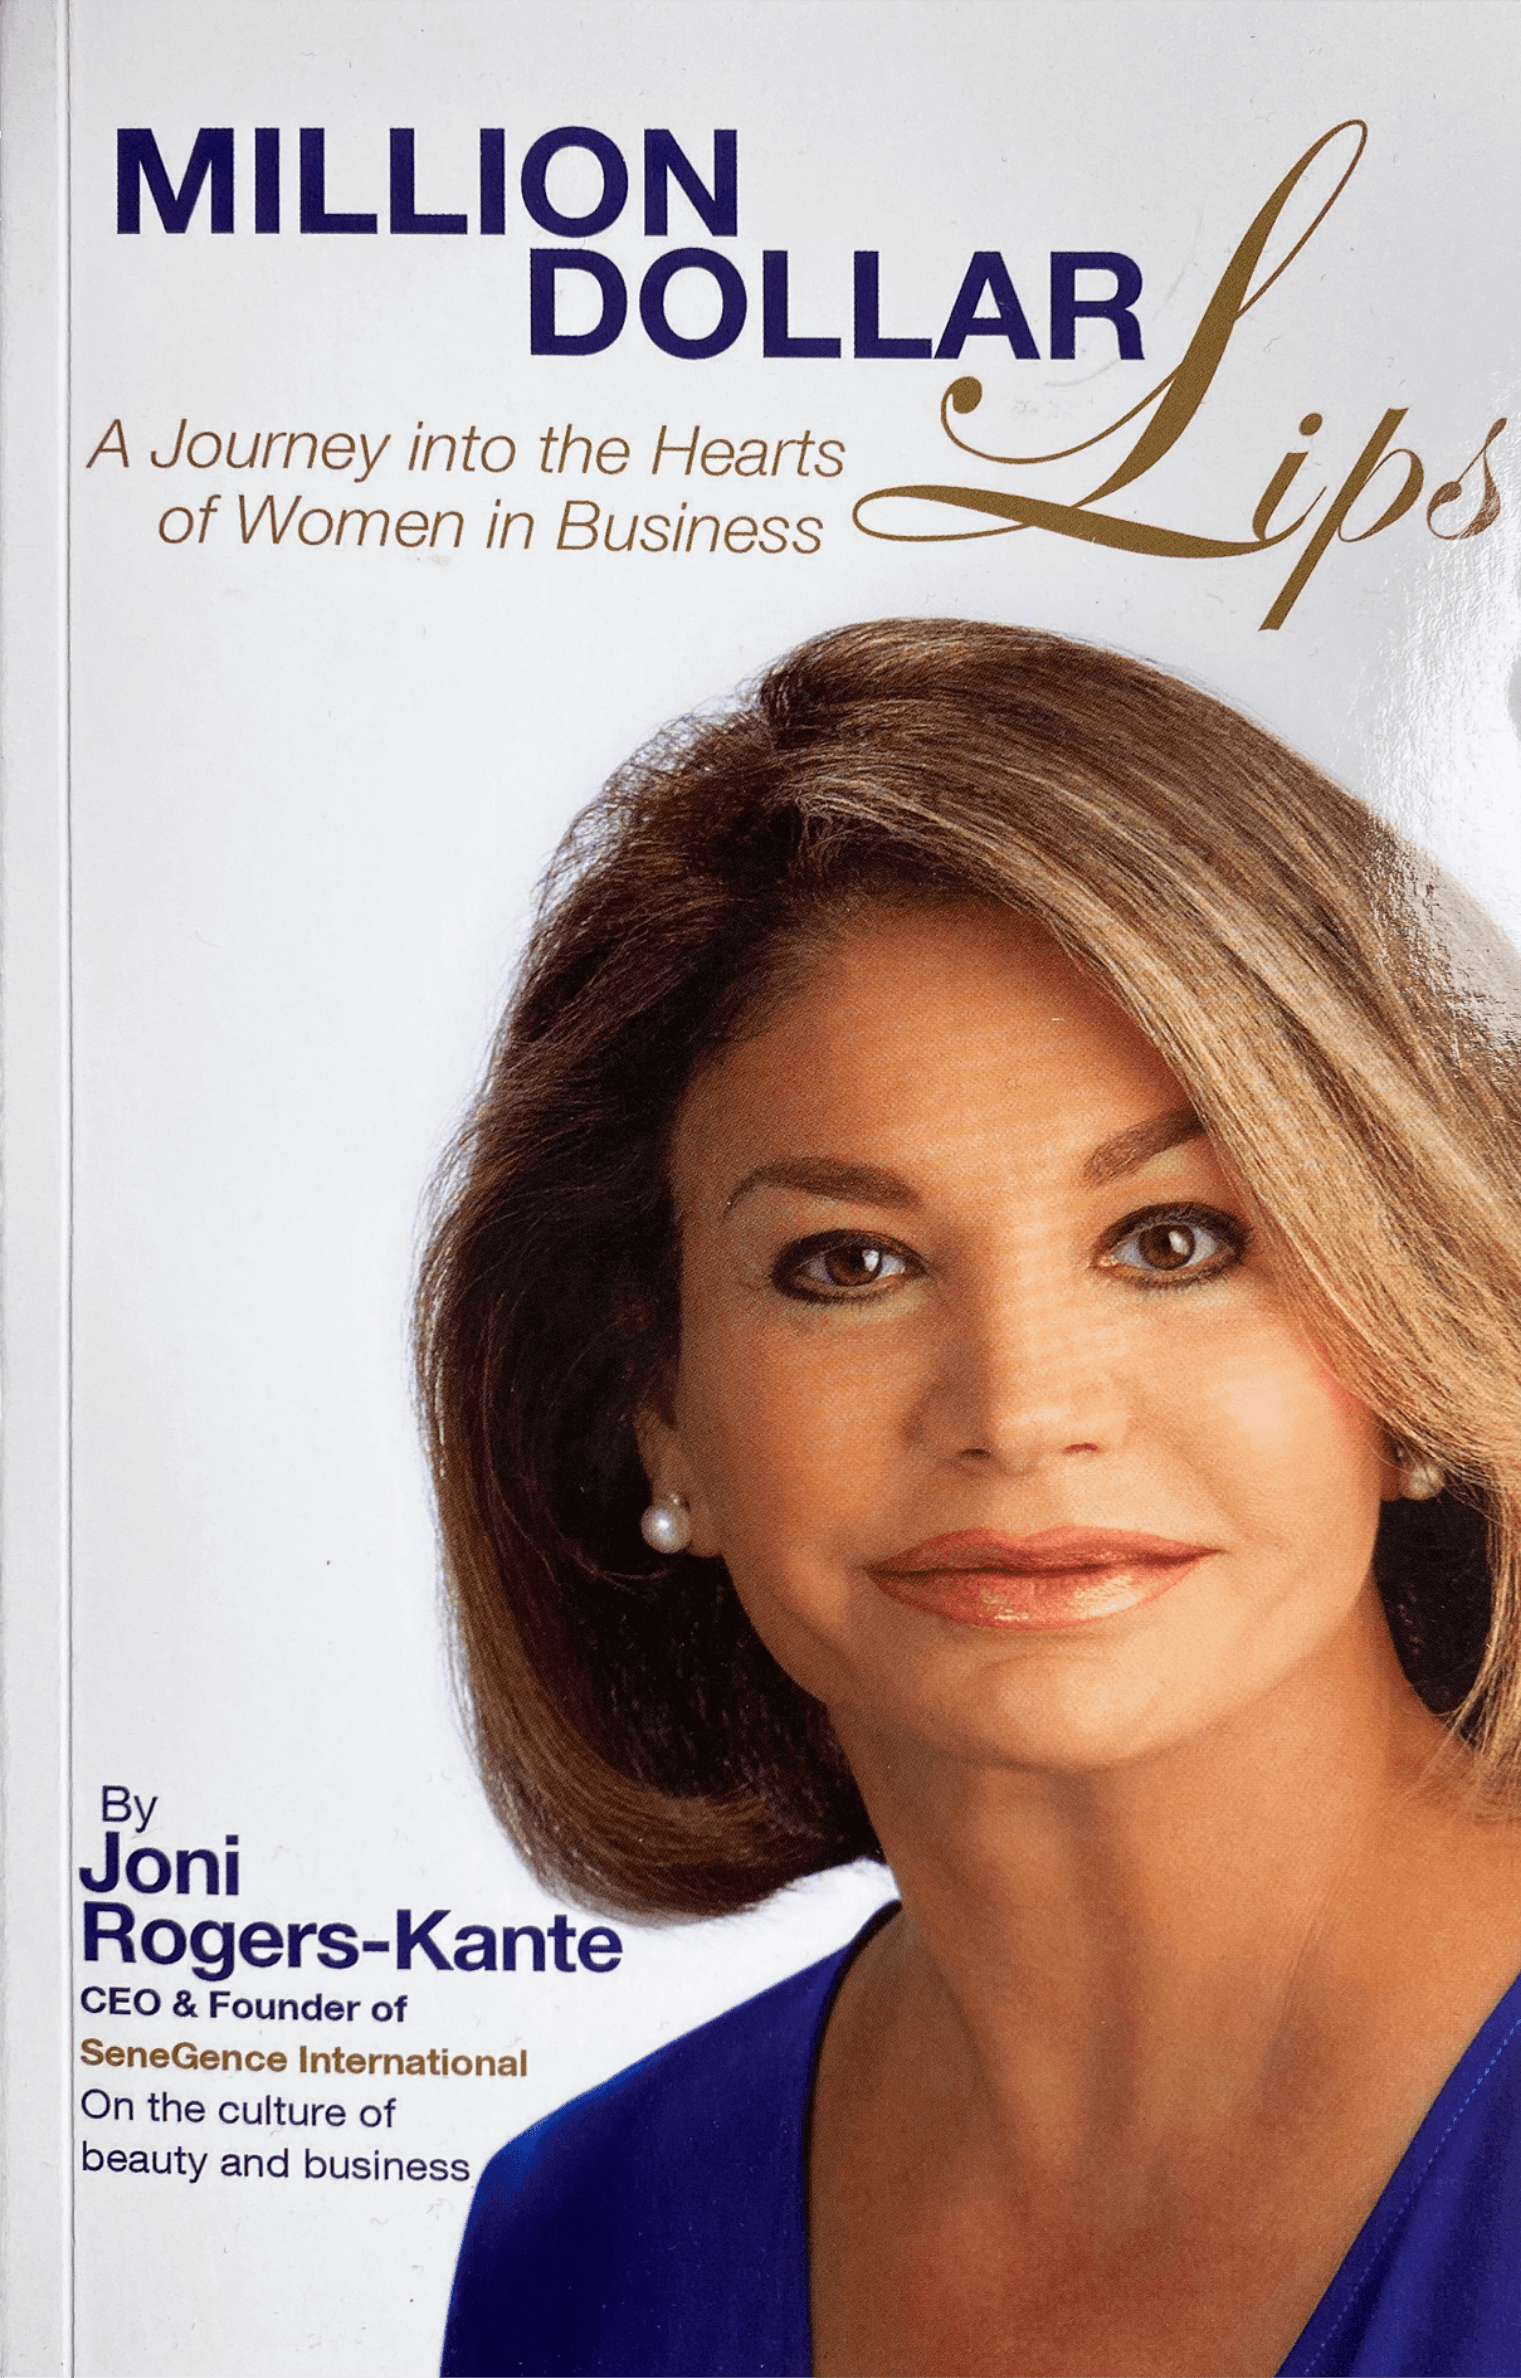 MILLION
DOLLAR
Lips
A Journey into the Hearts
of Women in Business
By
Joni
Rogers-Kante
CEO & Founder of
SeneGence International
On the culture of
beauty and business